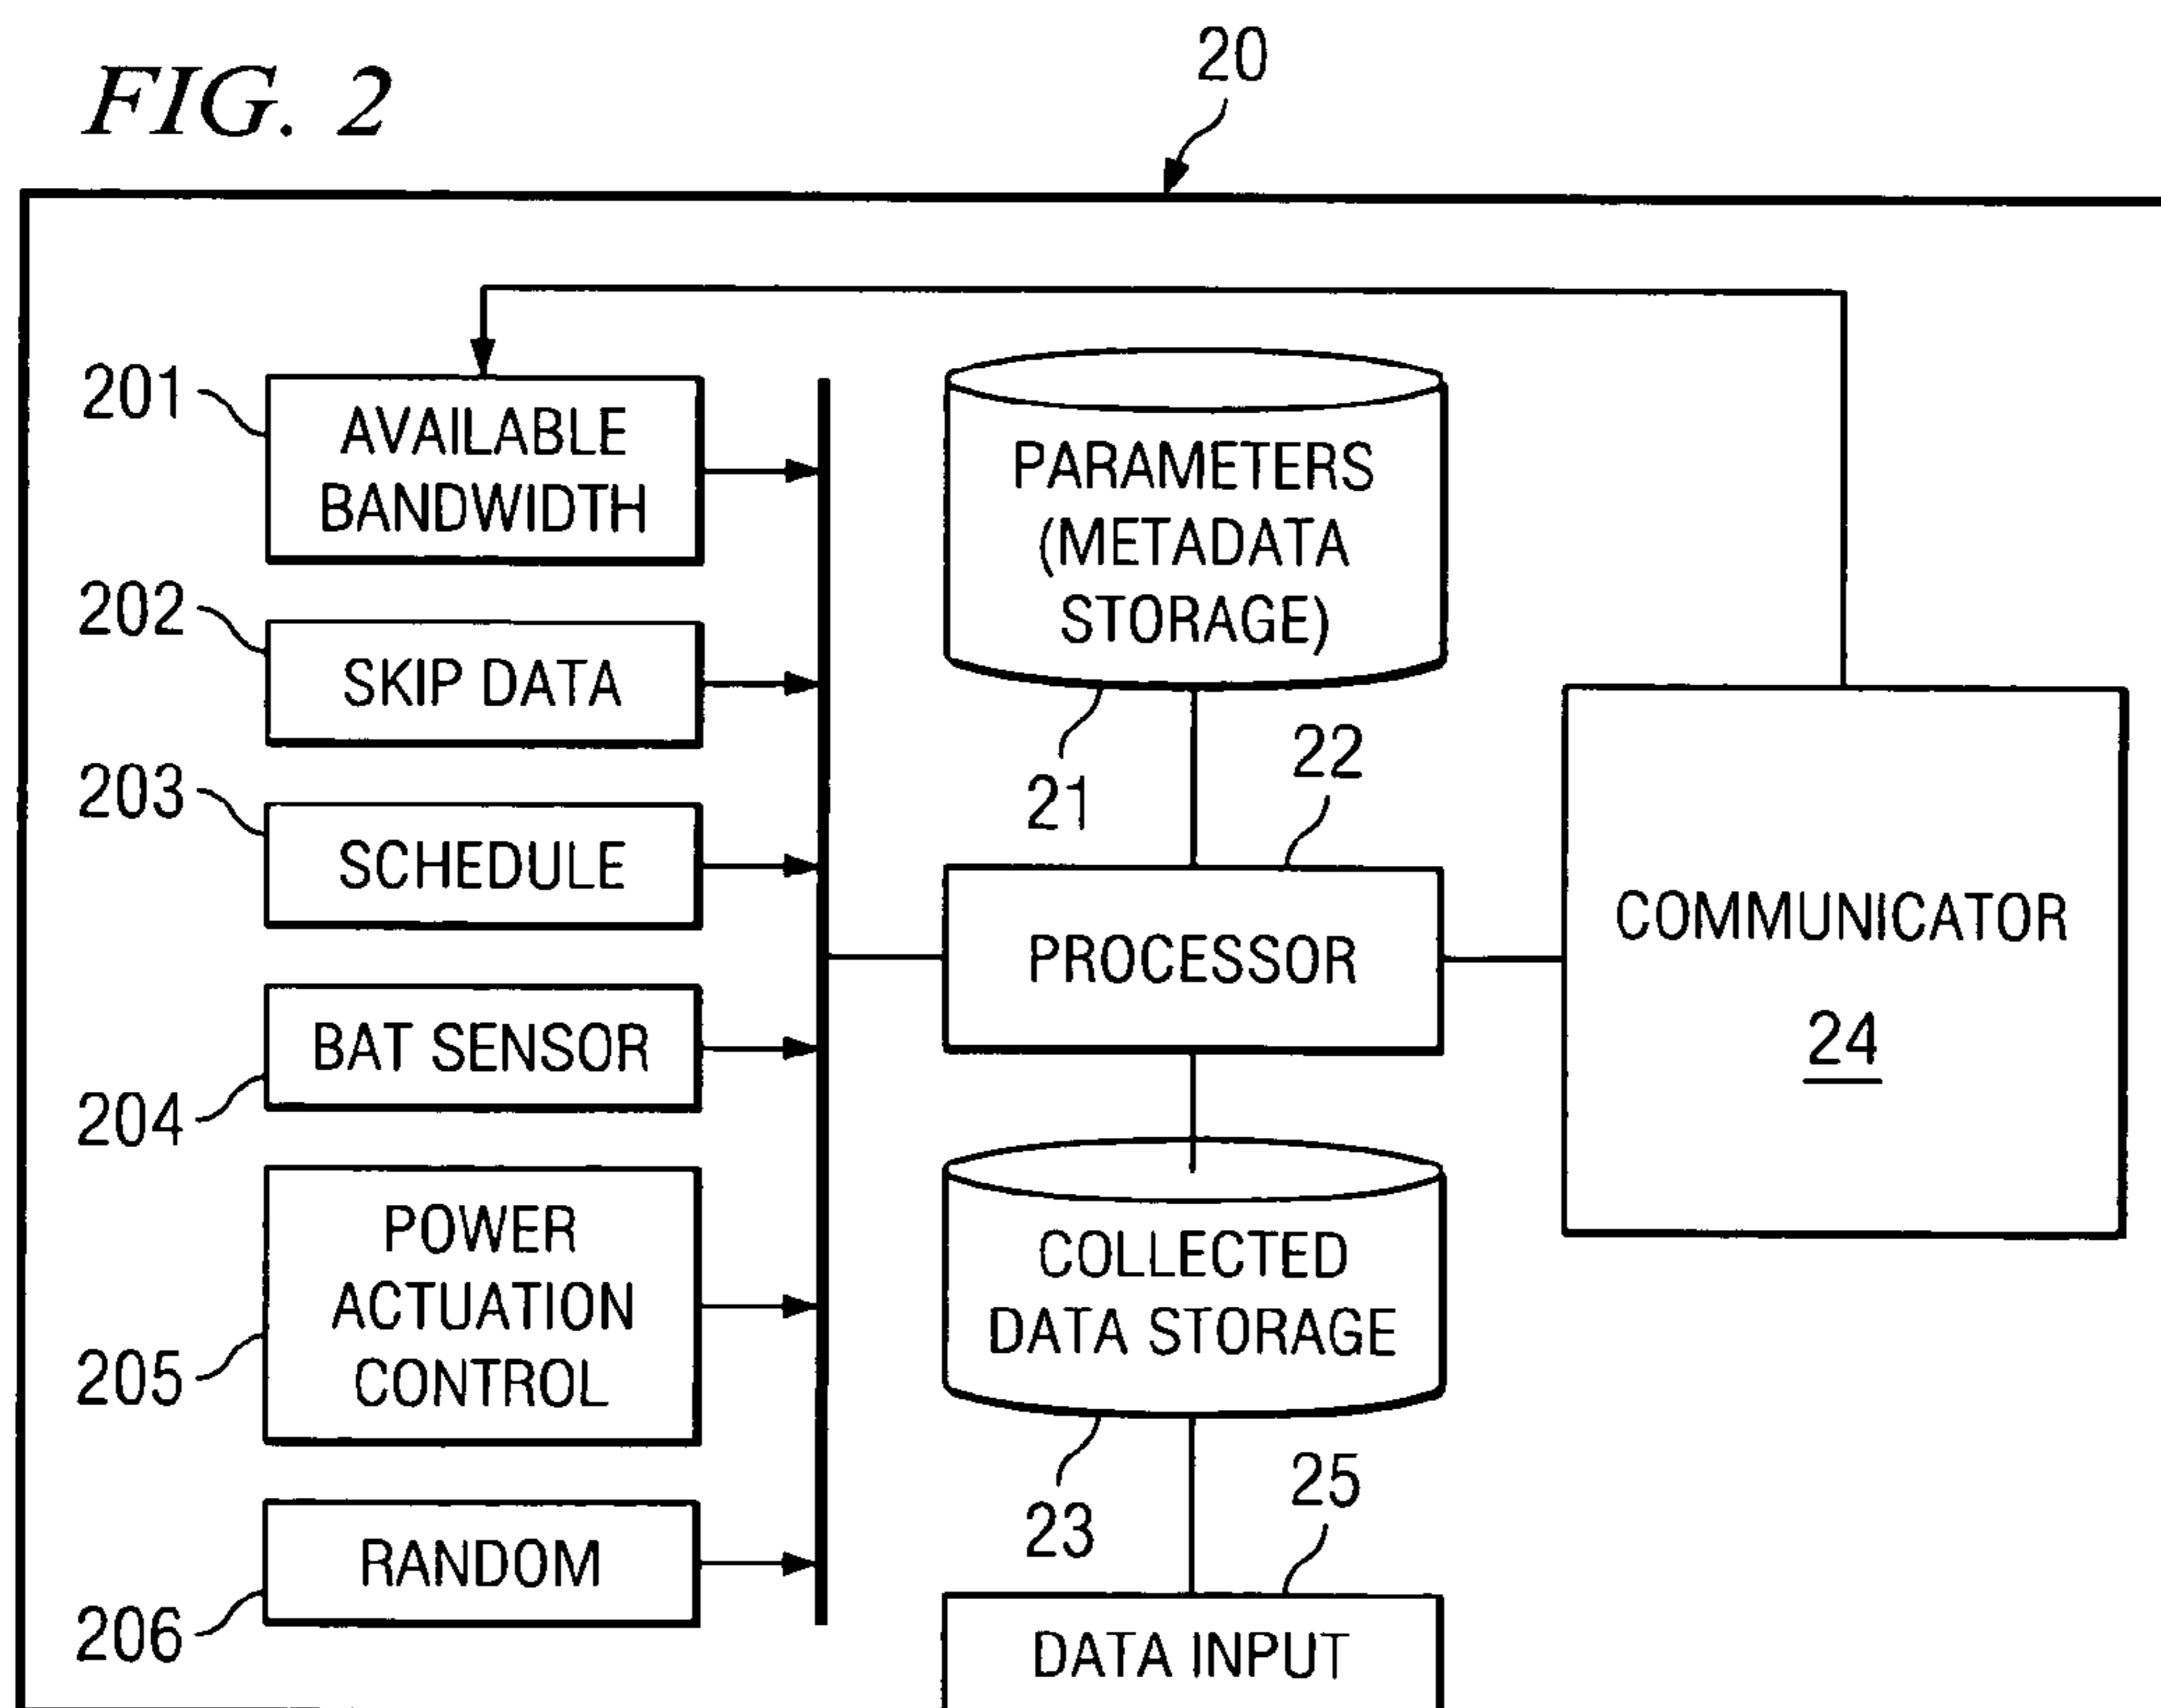 FIG. 2
20
201
AVAILABLE
BANDWIDTH
202
SKIP DATA
203
SCHEDULE
204
BAT SENSOR
205
POWER
ACTUATION
CONTROL
206
RANDOM
PARAMETERS
(METADATA
STORAGE)
21
22
PROCESSOR
COLLECTED
DATA STORAGE
23
25
DATA INPUT
COMMUNICATOR
24